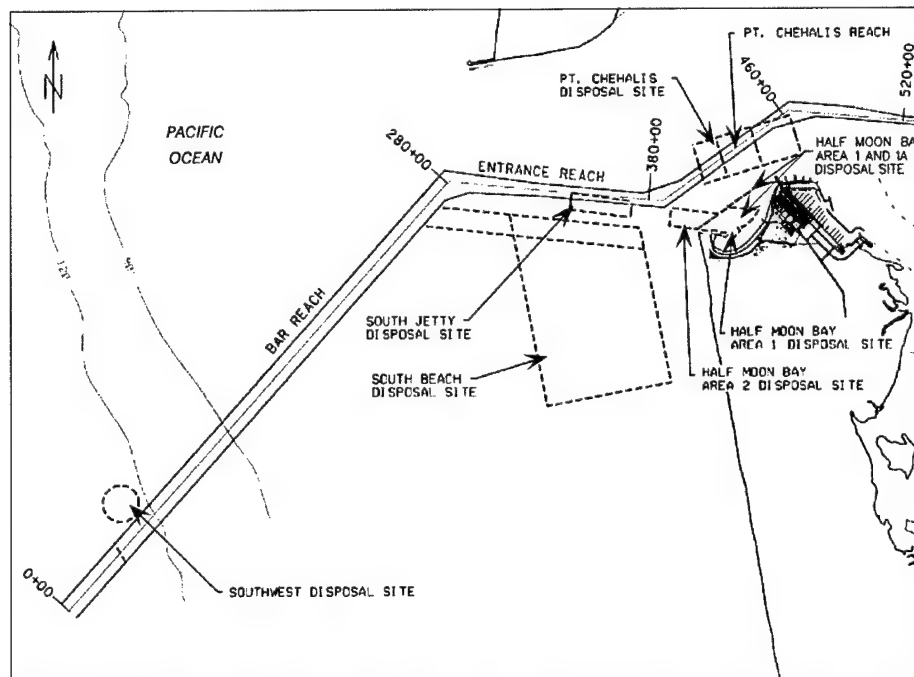 PT. CHEHALIS REACH
PT. CHEHALIS
DISPOSAL SITE
460+00
520+00
N
PACIFIC
OCEAN
280+00
ENTRANCE REACH
380+00
HALF MOON BA
AREA 1 AND 1A
DISPOSAL SITE
120'
BAR REACH
SOUTH JETTY
DISPOSAL SITE
SOUTH BEACH
DISPOSAL SITE
HALF MOON BAY
AREA 1 DISPOSAL SITE
HALF MOON BAY
AREA 2 DISPOSAL SITE
0+00
SOUTHWEST DISPOSAL SITE